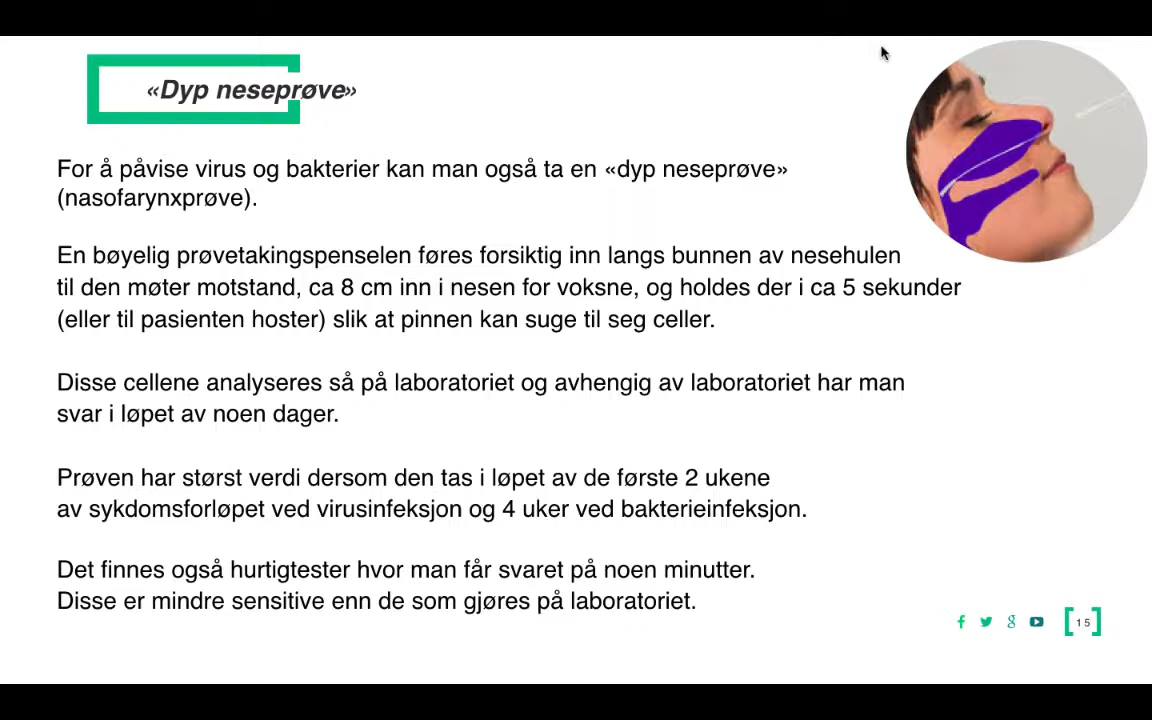 «Dyp neseprøve»
For å påvise virus og bakterier kan man også ta en «dyp neseprøve»
(nasofarynxprøve).
En bøyelig prøvetakingspenselen føres forsiktig inn langs bunnen av nesehulen
til den møter motstand, ca 8 cm inn i nesen for voksne, og holdes der i ca 5 sekunder
(eller til pasienten hoster) slik at pinnen kan suge til seg celler.
Disse cellene analyseres så på laboratoriet og avhengig av laboratoriet har man
svar i løpet av noen dager.
Prøven har størst verdi dersom den tas i løpet av de første 2 ukene
av sykdomsforløpet ved virusinfeksjon og 4 uker ved bakterieinfeksjon.
Det finnes også hurtigtester hvor man får svaret på noen minutter.
Disse er mindre sensitive enn de som gjøres på laboratoriet.
15